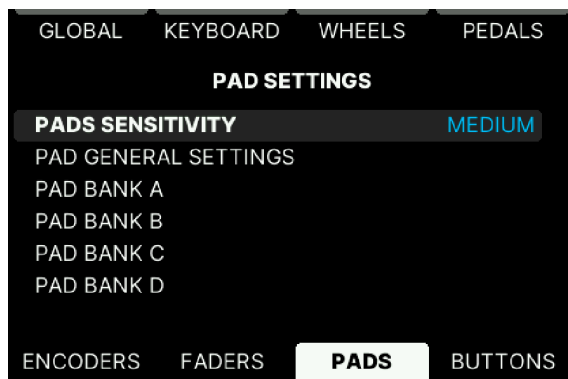 GLOBAL KEYBOARD WHEELS PEDALS
PAD SETTINGS
PADS SENSITIVITY MEDIUM
PAD GENERAL SETTINGS
PAD BANK A
PAD BANK B
PAD BANK C
PAD BANK D
ENCODERS FADERS PADS BUTTONS